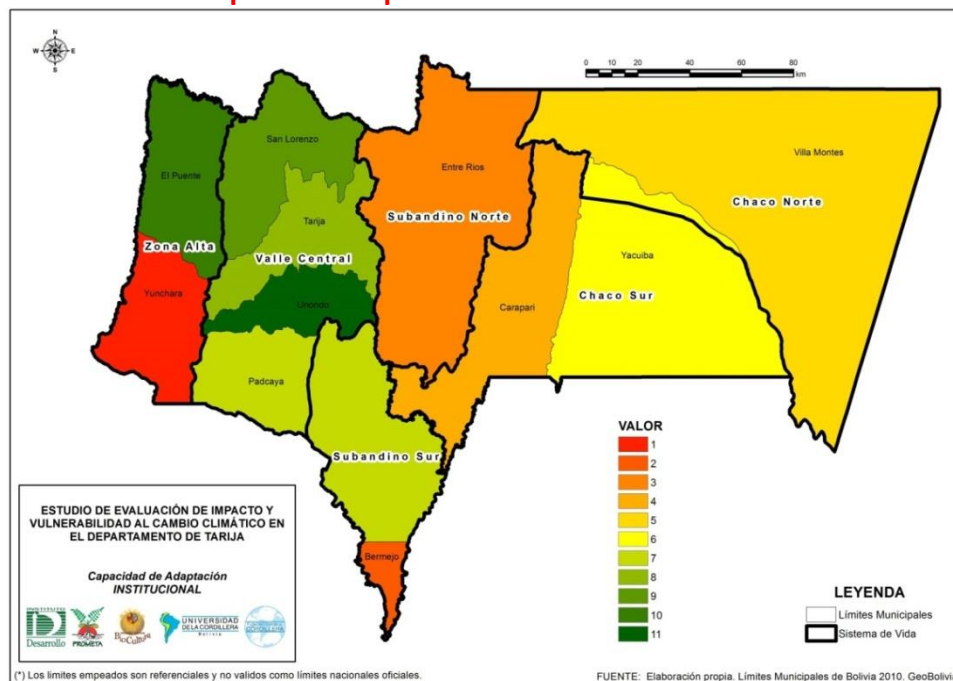 N
W E
S
0 10 20 40 60 80
km
San Lorenzo
El Puente
Entre Rios
Villa Montes
Subandino Norte
Chaco Norte
Tarija
Zona Alta
Valle Central
Yacuiba
Yunchara
Uriondo
Carapari
Chaco Sur
Padcaya
Subandino Sur
Bermejo
VALOR
1
2
3
4
5
6
7
8
9
10
11
ESTUDIO DE EVALUACIÓN DE IMPACTO Y
VULNERABILIDAD AL CAMBIO CLIMÁTICO EN
EL DEPARTAMENTO DE TARIJA
Capacidad de Adaptación
INSTITUCIONAL
INSTITUTO
Desarrollo
PROMETA
BioCultura
UNIVERSIDAD
DE LA CORDILLERA
Bolivia
LEYENDA
Límites Municipales
Sistema de Vida
(*) Los limites empeados son referenciales y no validos como límites nacionales oficiales.
FUENTE: Elaboración propia. Límites Municipales de Bolivia 2010. GeoBolivia